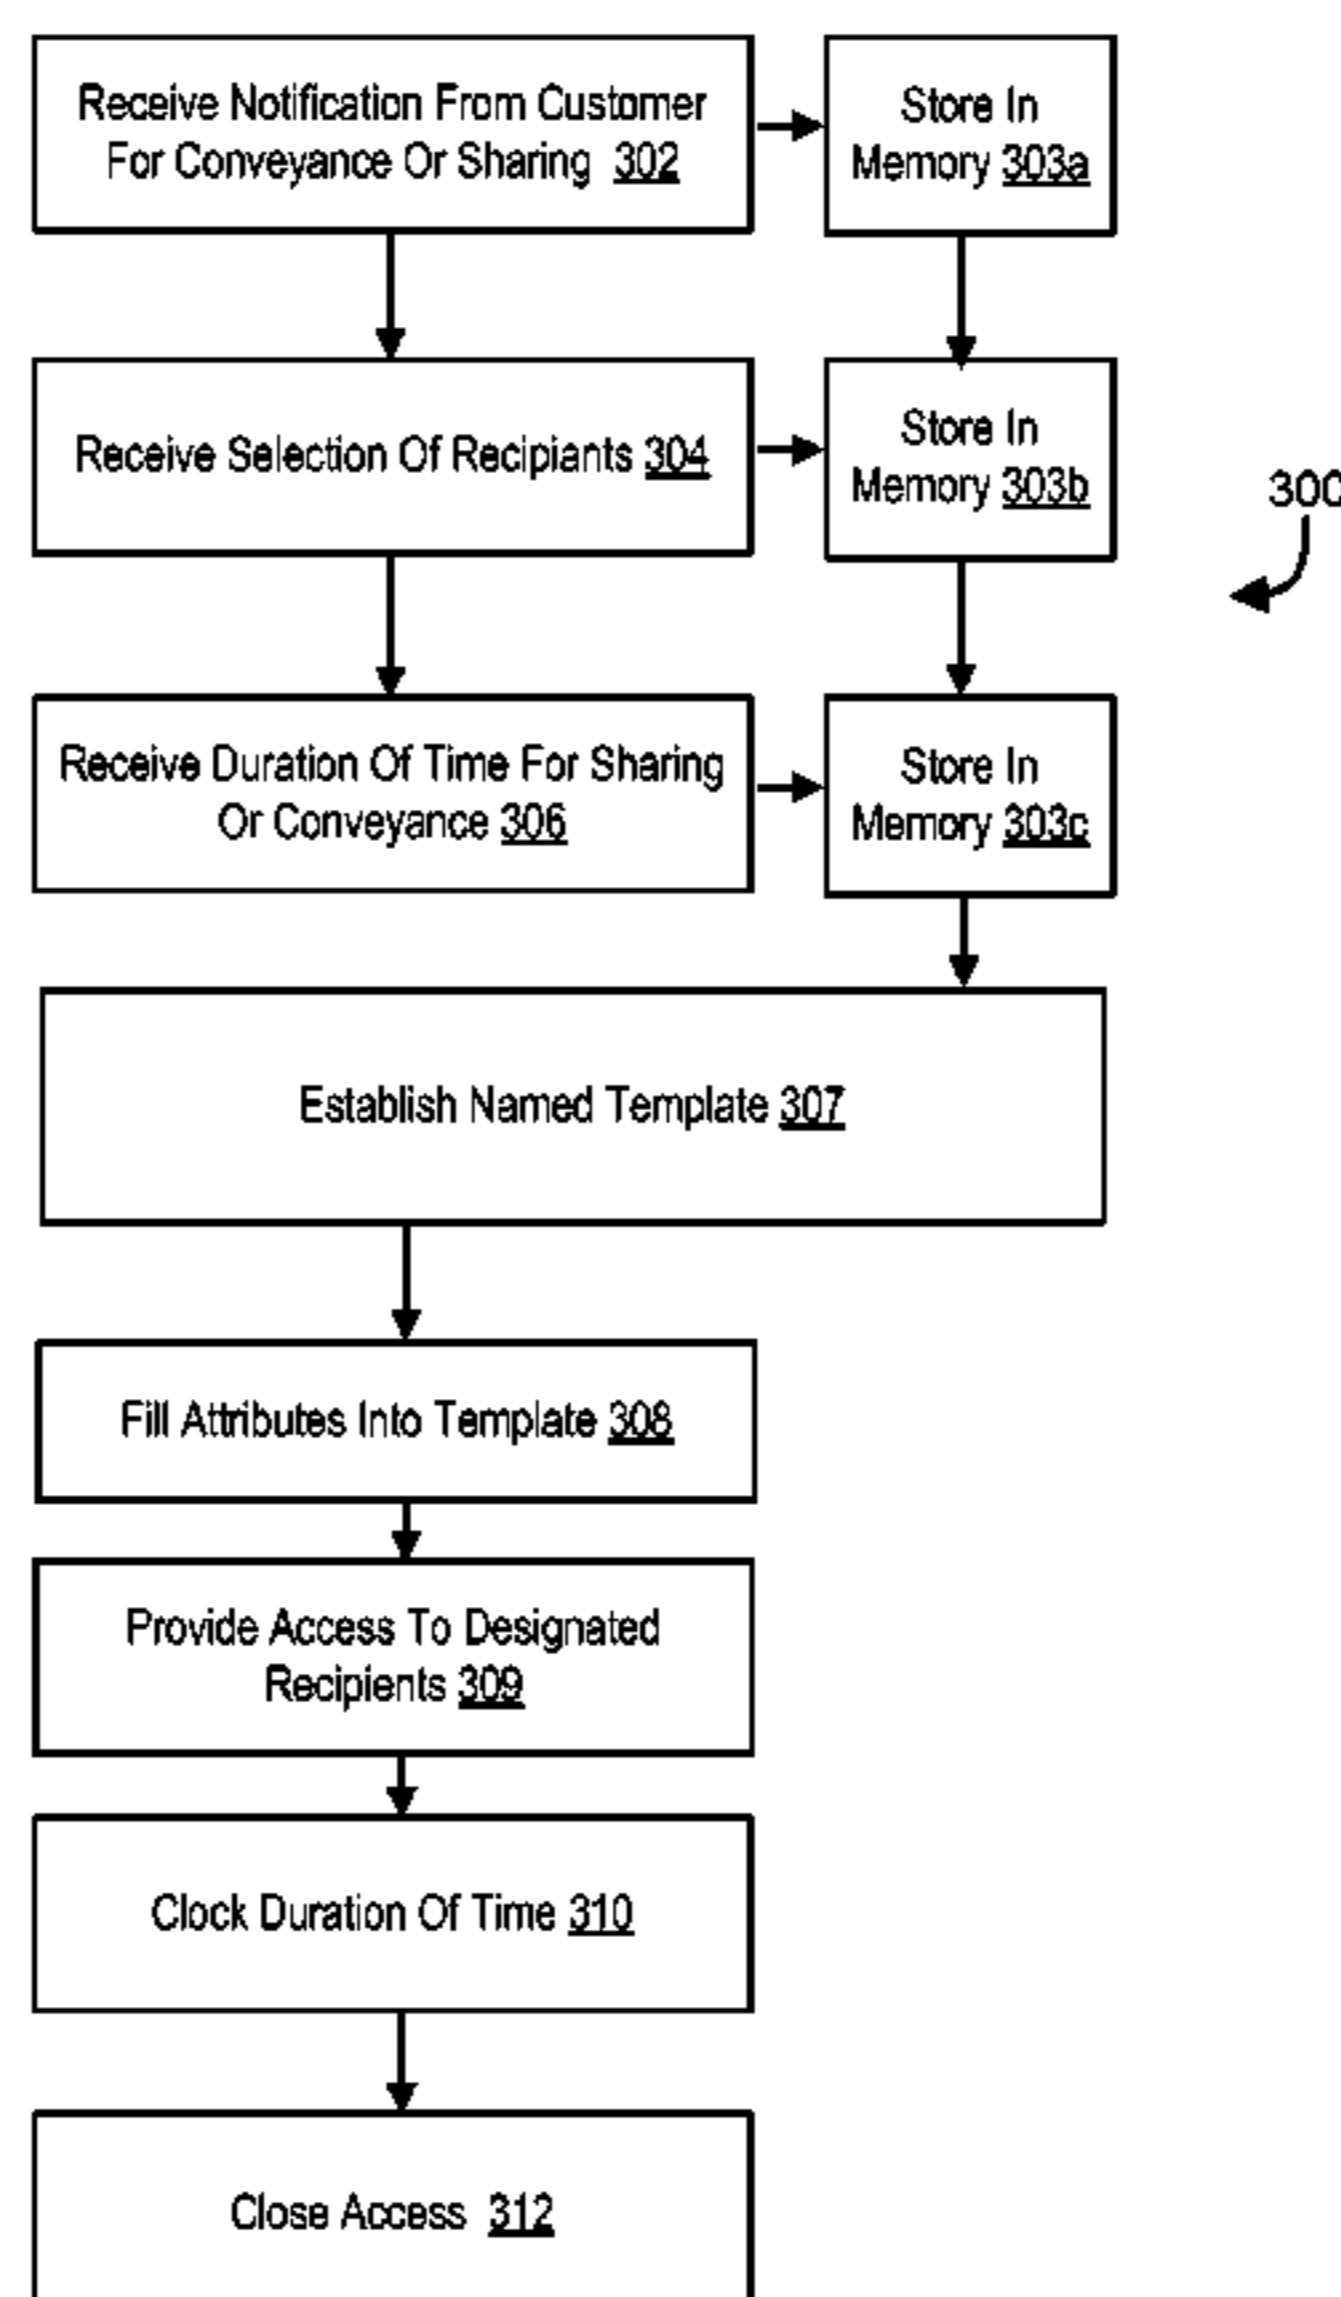 Receive Notification From Customer
For Conveyance Or Sharing 302
Store In
Memory 303a
Receive Selection Of Recipiants 304
Store In
Memory 303b
300
Receive Duration Of Time For Sharing
Or Conveyance 306
Store In
Memory 303c
Establish Named Template 307
Fill Attributes Into Template 308
Provide Access To Designated
Recipients 309
Clock Duration Of Time 310
Close Access 312